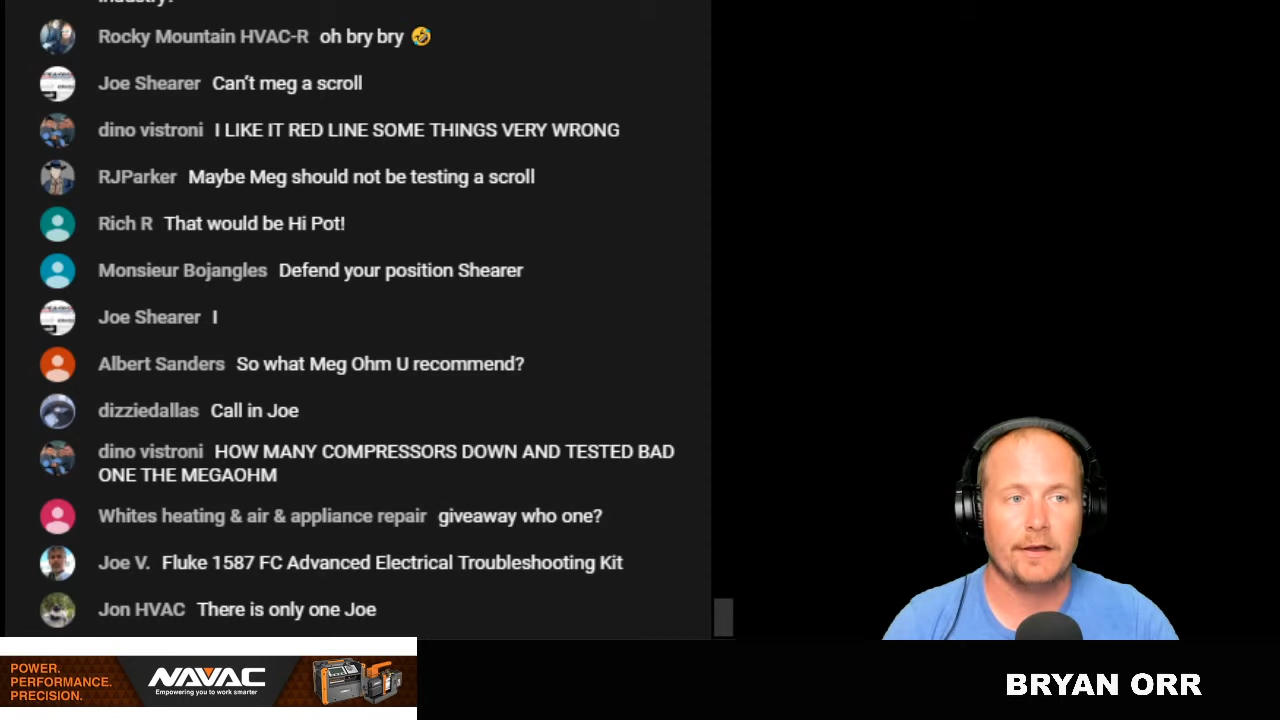 Rocky Mountain HVAC-R oh bry bry 🤣
Joe Shearer Can't meg a scroll
dino vistroni I LIKE IT RED LINE SOME THINGS VERY WRONG
RJParker Maybe Meg should not be testing a scroll
Rich R That would be Hi Pot!
Monsieur Bojangles Defend your position Shearer
Joe Shearer I
Albert Sanders So what Meg Ohm U recommend?
dizziedallas Call in Joe
dino vistroni HOW MANY COMPRESSORS DOWN AND TESTED BAD
ONE THE MEGAOHM
Whites heating & air & appliance repair giveaway who one?
Joe V. Fluke 1587 FC Advanced Electrical Troubleshooting Kit
Jon HVAC There is only one Joe
POWER.
PERFORMANCE.
PRECISION.
NAVAC
Empowering you to work smarter
BRYAN ORR